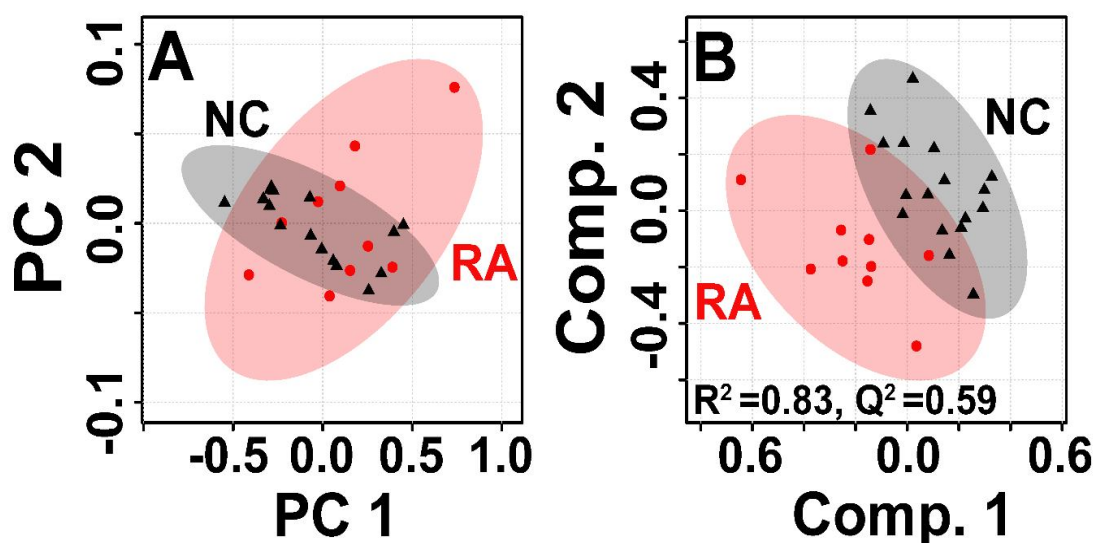 A
NC
RA
0.1
0.0
-0.1
PC 2
-0.5 0.0 0.5 1.0
PC 1
B
NC
RA
R² =0.83, Q² =0.59
0.4
0.0
-0.4
Comp. 2
0.6 0.0 0.6
Comp. 1